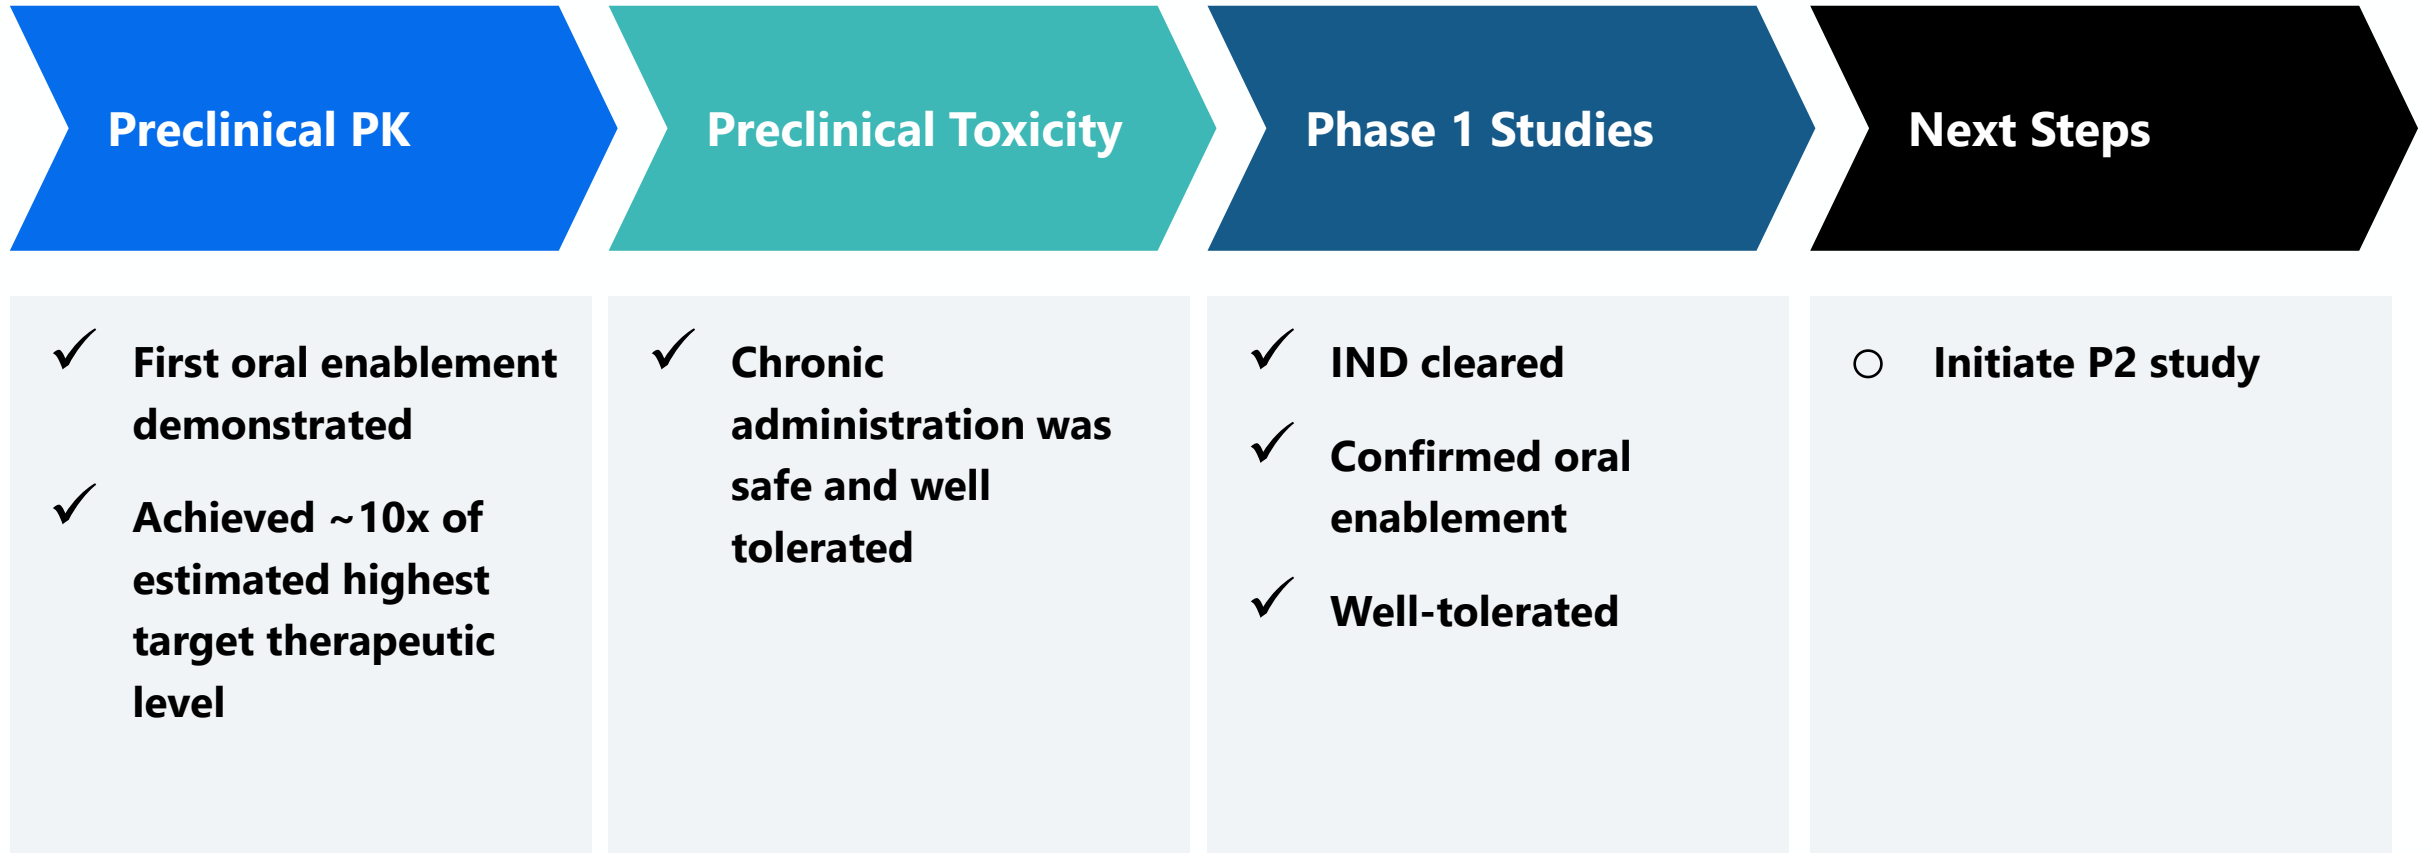 Preclinical PK
Preclinical Toxicity
Phase 1 Studies
Next Steps
✓ First oral enablement
demonstrated
✓ Achieved ~10x of
estimated highest
target therapeutic
level
✓ Chronic
administration was
safe and well
tolerated
✓ IND cleared
✓ Confirmed oral
enablement
✓ Well-tolerated
○ Initiate P2 study